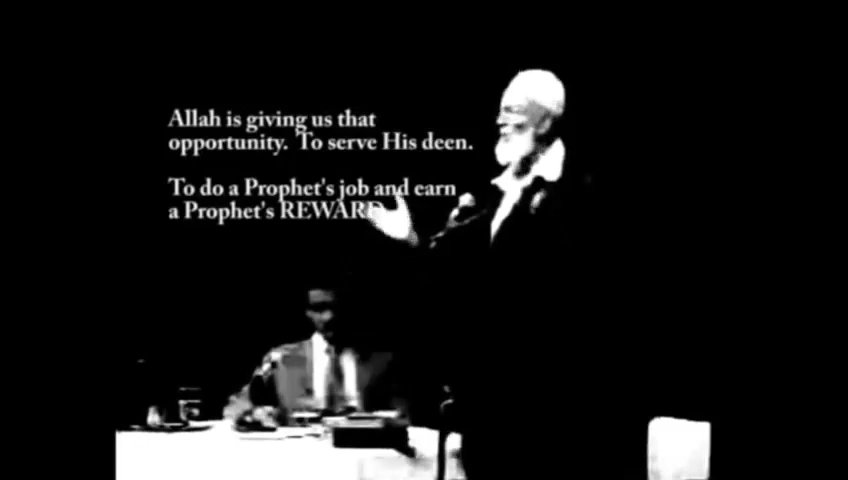 Allah is giving us that
opportunity. To serve His deen.
To do a Prophet's job and earn
a Prophet's REWARD